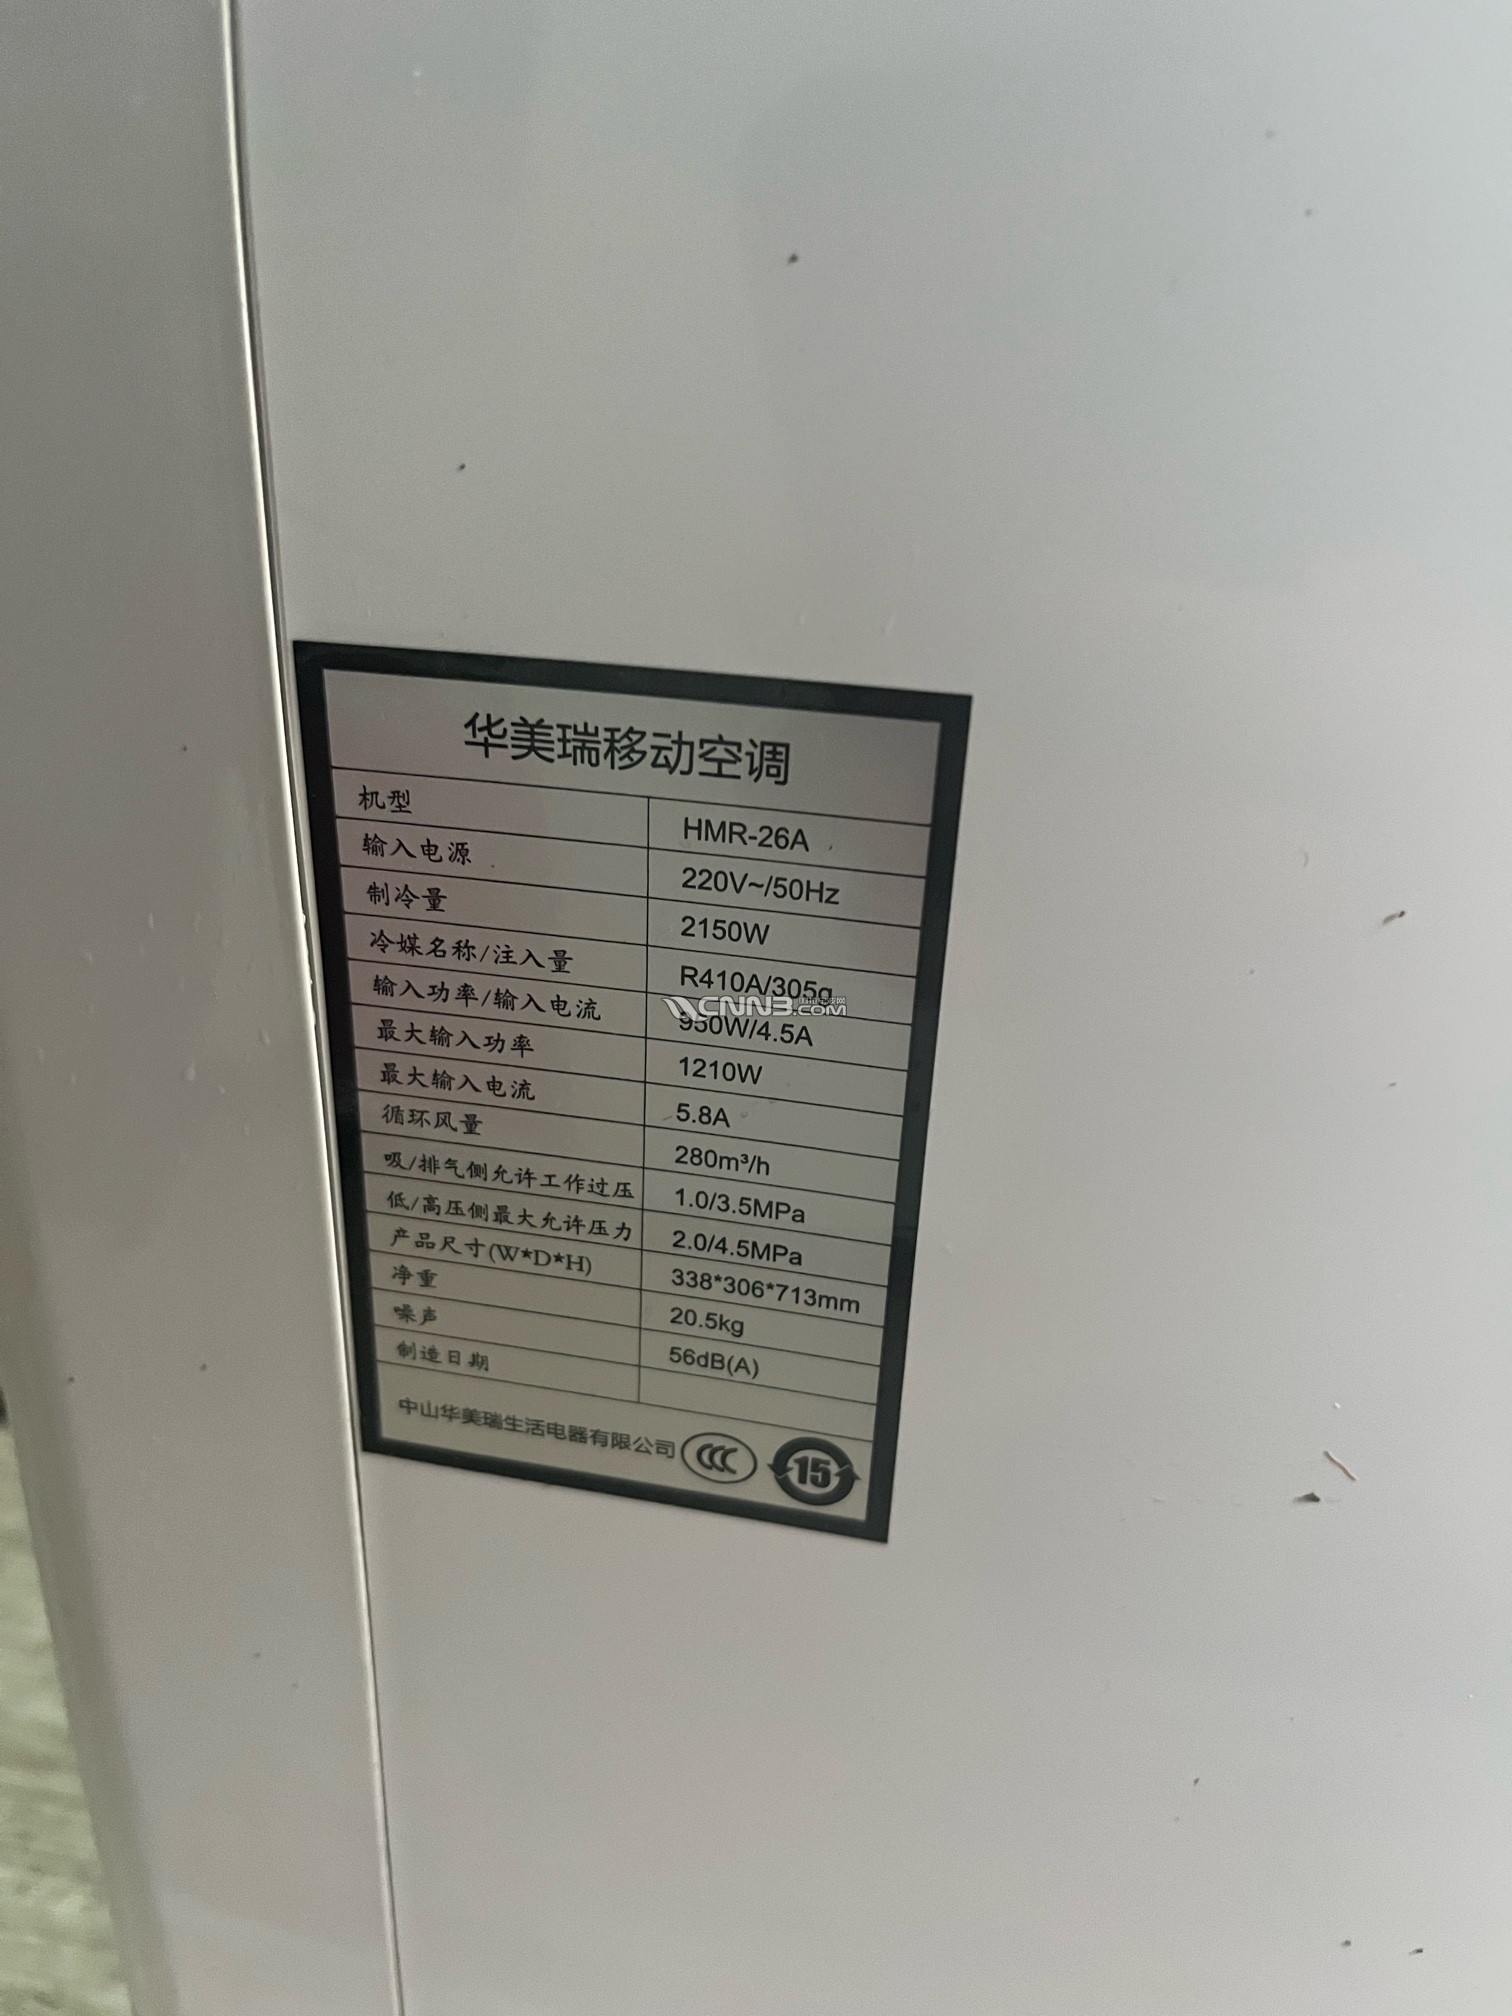 华美瑞移动空调
机型 HMR-26A
输入电源 220V~/50Hz
制冷量 2150W
冷媒名称/注入量 R410A/305g
输入功率/输入电流 950W/4.5A
最大输入功率 1210W
最大输入电流 5.8A
循环风量 280m³/h
吸/排气侧允许工作过压 1.0/3.5MPa
低/高压侧最大允许压力 2.0/4.5MPa
产品尺寸(W*D*H) 338*306*713mm
净重 20.5kg
噪声 56dB(A)
制造日期
中山华美瑞生活电器有限公司 CCC 15
CNNB.COM